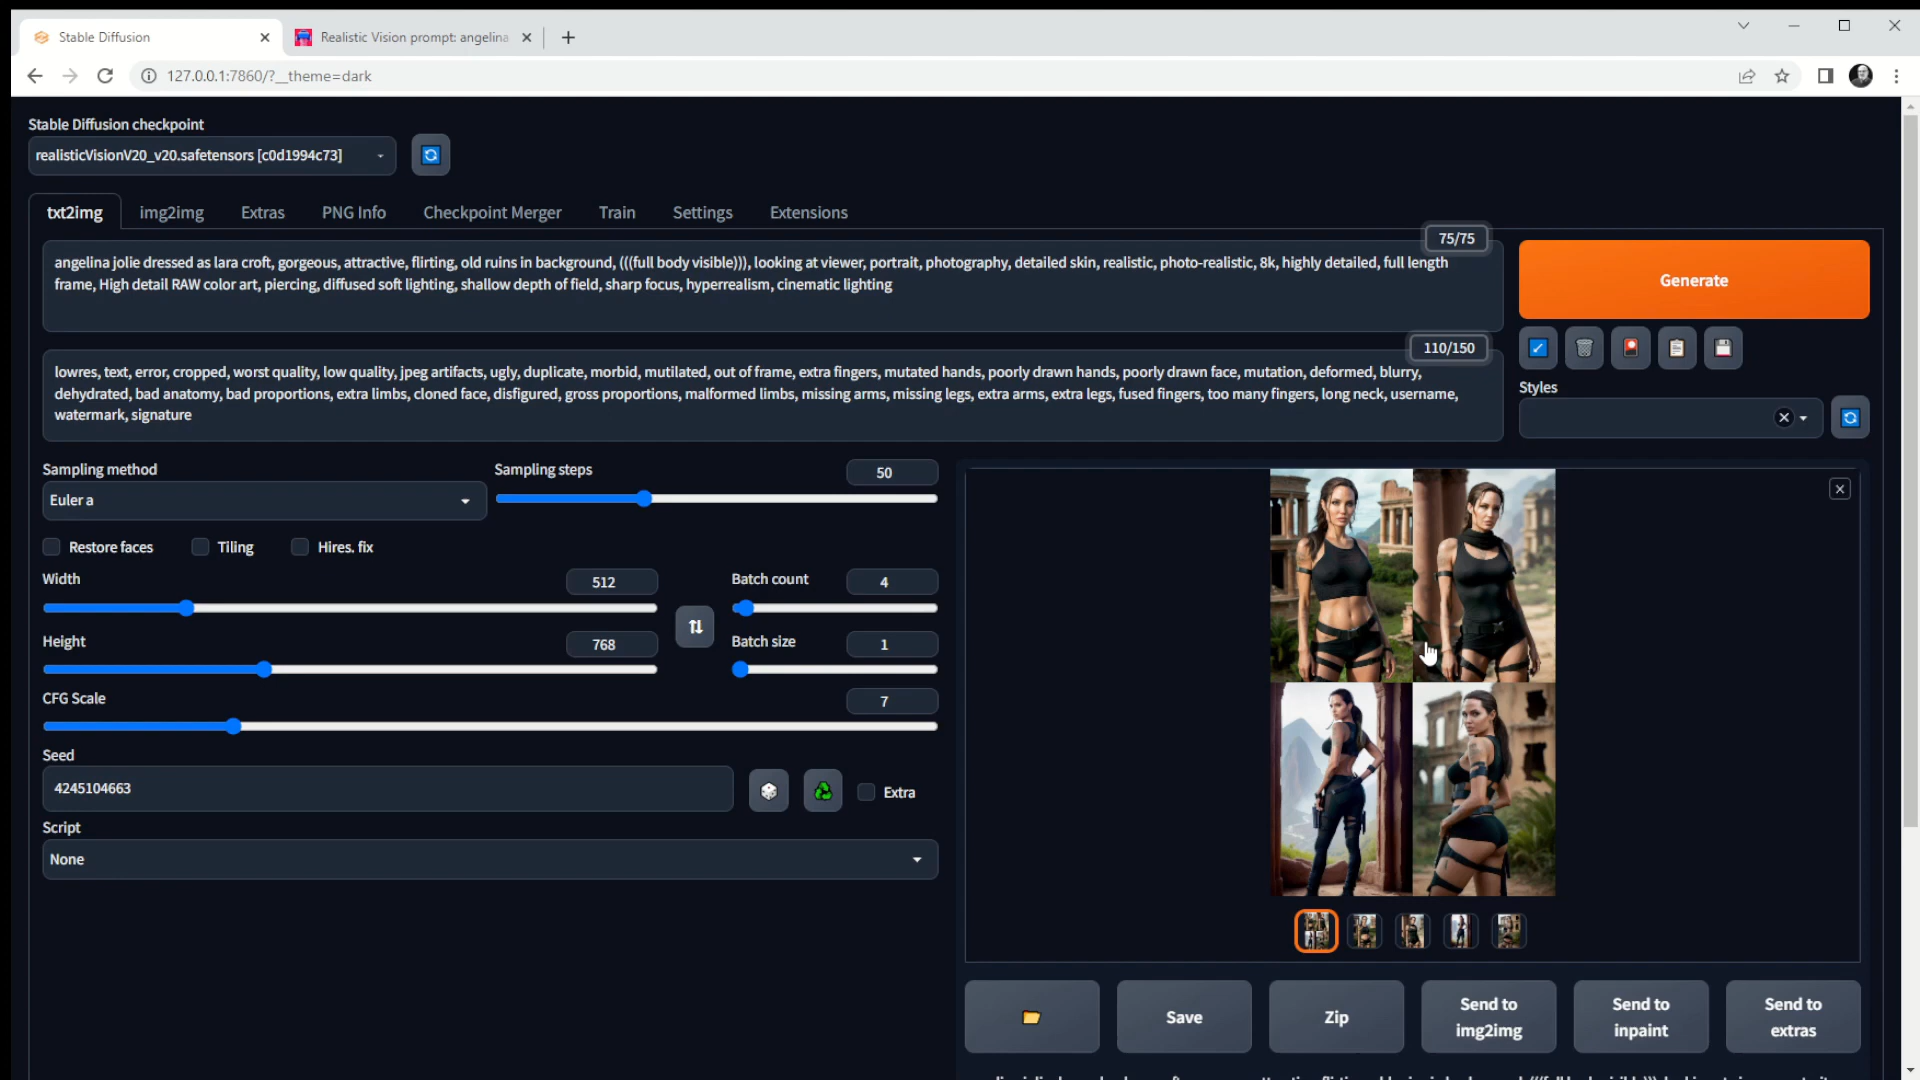 Stable Diffusion
Realistic Vision prompt: angelina
127.0.0.1:7860/?__theme=dark
Stable Diffusion checkpoint
realisticVisionV20_v20.safetensors [c0d1994c73]
txt2img
img2img
Extras
PNG Info
Checkpoint Merger
Train
Settings
Extensions
75/75
angelina jolie dressed as lara croft, gorgeous, attractive, flirting, old ruins in background, (((full body visible))), looking at viewer, portrait, photography, detailed skin, realistic, photo-realistic, 8k, highly detailed, full length
frame, High detail RAW color art, piercing, diffused soft lighting, shallow depth of field, sharp focus, hyperrealism, cinematic lighting
Generate
110/150
lowres, text, error, cropped, worst quality, low quality, jpeg artifacts, ugly, duplicate, morbid, mutilated, out of frame, extra fingers, mutated hands, poorly drawn hands, poorly drawn face, mutation, deformed, blurry,
dehydrated, bad anatomy, bad proportions, extra limbs, cloned face, disfigured, gross proportions, malformed limbs, missing arms, missing legs, extra arms, extra legs, fused fingers, too many fingers, long neck, username,
watermark, signature
Styles
Sampling method
Euler a
Sampling steps
50
Restore faces
Tiling
Hires. fix
Width
512
Batch count
4
Height
768
Batch size
1
CFG Scale
7
Seed
4245104663
Extra
Script
None
Save
Zip
Send to
img2img
Send to
inpaint
Send to
extras